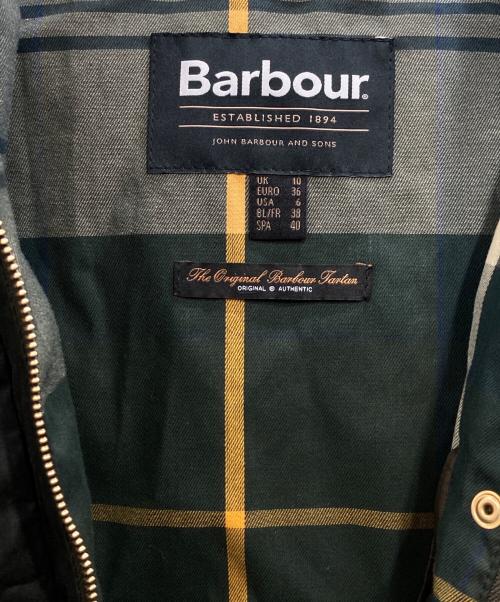 Barbour®
ESTABLISHED 1894
JOHN BARBOUR AND SONS
UK 10
EURO 36
USA 6
BL/FR 38
SPA 40
The Original Barbour Tartan
ORIGINAL @ AUTHENTIC